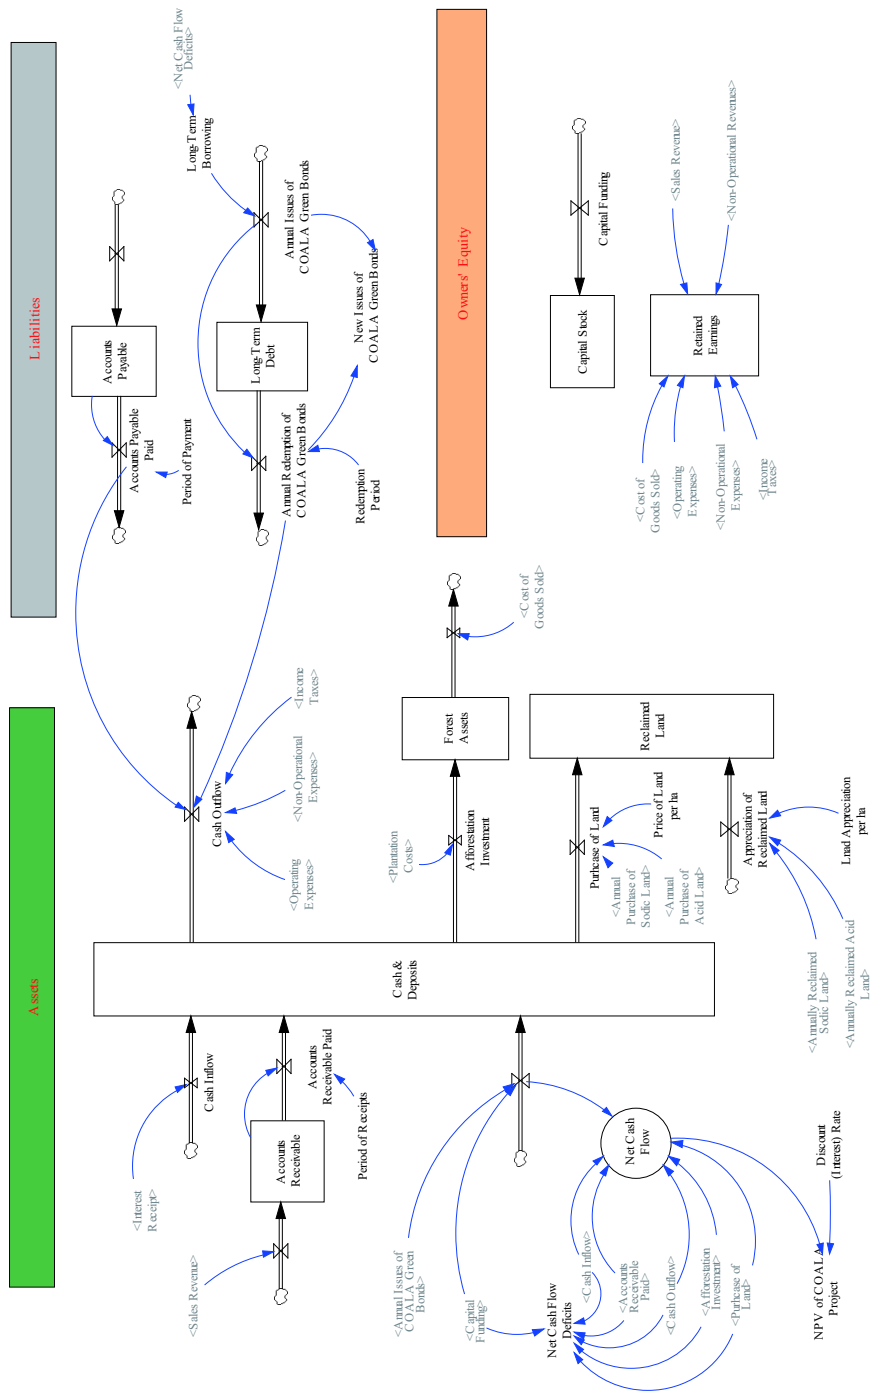 Assets
Liabilities
<Interest
Receipt>
Cash Inflow
<Sales Revenue>
Accounts
Receivable
Accounts
Receivable Paid
Period of Receipts
Cash &
Deposits
Cash Outflow
<Operating
Expenses>
<Non-Operational
Expenses>
<Income
Taxes>
<Plantation
Costs>
Afforestation
Investment
Forest
Assets
<Cost of
Goods Sold>
Purhcase of Land
<Annual
Purchase of
Sodic Land>
<Annual
Purchase of
Acid Land>
Price of Land
per ha
Reclaimed
Land
Appreciation of
Reclaimed Land
<Annually Reclaimed
Sodic Land>
<Annually Reclaimed Acid
Land>
Lnad Appreciation
per ha
<Annual Issues of
COALA Green
Bonds>
<Capital
Funding>
Net Cash Flow
Deficits
<Cash Inflow>
<Accounts
Receivable
Paid>
<Cash Outflow>
<Afforestation
Investment>
<Purhcase of
Land>
Net Cash
Flow
NPV of COALA
Project
Discount
(Interest) Rate
Accounts Payable
Paid
Accounts
Payable
Period of Payment
<Net Cash Flow
Deficits>
Long-Term
Borrowing
Annual Redemption of
COALA Green Bonds
Long-Term
Debt
Annual Issues of
COALA Green Bonds
Redemption
Period
New Issues of
COALA Green Bonds
Owners' Equity
Capital Stock
Capital Funding
Retained
Earnings
<Sales Revenue>
<Non-Operational Revenues>
<Cost of
Goods Sold>
<Operating
Expenses>
<Non-Operational
Expenses>
<Income
Taxes>